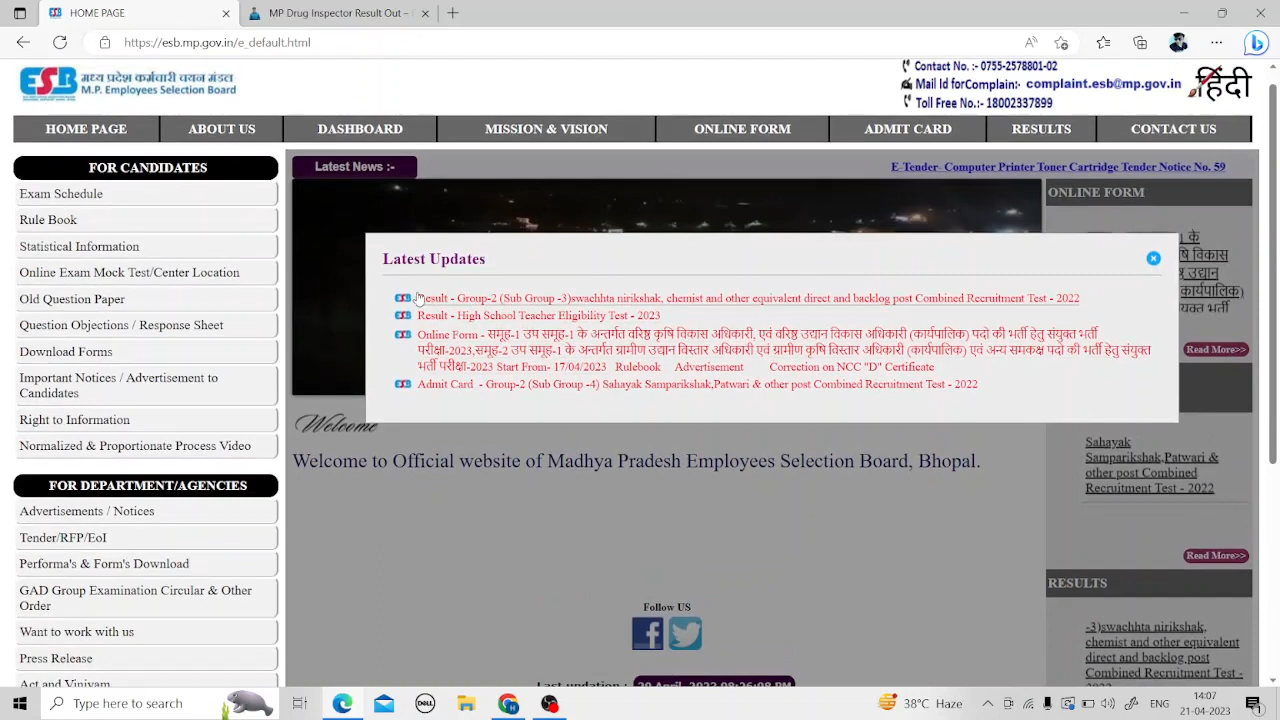 HOME PAGE
MP Drug Inspector Result Out –
https://esb.mp.gov.in/e_default.html
ESB
मध्य प्रदेश कर्मचारी चयन मंडल
M.P. Employees Selection Board
Contact No. :- 0755-2578801-02
Mail Id forComplain: complaint.esb@mp.gov.in
Toll Free No.:- 18002337899
हिंदी
HOME PAGE
ABOUT US
DASHBOARD
MISSION & VISION
ONLINE FORM
ADMIT CARD
RESULTS
CONTACT US
FOR CANDIDATES
Exam Schedule
Rule Book
Statistical Information
Online Exam Mock Test/Center Location
Old Question Paper
Question Objections / Response Sheet
Download Forms
Important Notices / Advertisement to
Candidates
Right to Information
Normalized & Proportionate Process Video
FOR DEPARTMENT/AGENCIES
Advertisements / Notices
Tender/RFP/EoI
Performa's & Form's Download
GAD Group Examination Circular & Other
Order
Want to work with us
Press Release
Act and Viniyam
Latest News :-
E-Tender- Computer Printer Toner Cartridge Tender Notice No. 59
Latest Updates
Result - Group-2 (Sub Group -3)swachhta nirikshak, chemist and other equivalent direct and backlog post Combined Recruitment Test - 2022
Result - High School Teacher Eligibility Test - 2023
Online Form - समूह-1 उप समूह-1 के अन्तर्गत वरिष्ठ कृषि विकास अधिकारी, एवं वरिष्ठ उद्यान विकास अधिकारी (कार्यपालिक) पदो की भर्ती हेतु संयुक्त भर्ती
परीक्षा-2023,समूह-2 उप समूह-1 के अन्तर्गत ग्रामीण उद्यान विस्तार अधिकारी एवं ग्रामीण कृषि विस्तार अधिकारी (कार्यपालिक) एवं अन्य समकक्ष पदो की भर्ती हेतु संयुक्त
भर्ती परीक्षा-2023 Start From- 17/04/2023 Rulebook Advertisement Correction on NCC "D" Certificate
Admit Card - Group-2 (Sub Group -4) Sahayak Samparikshak,Patwari & other post Combined Recruitment Test - 2022
Welcome
Welcome to Official website of Madhya Pradesh Employees Selection Board, Bhopal.
Follow US
Last updation :
20 April, 2023 08:26:08 PM
ONLINE FORM
के
विकास
उद्यान
(कार्यपालिक)
भर्ती
Read More>>
Sahayak
Samparikshak,Patwari &
other post Combined
Recruitment Test - 2022
Read More>>
RESULTS
-3)swachhta nirikshak,
chemist and other equivalent
direct and backlog post
Combined Recruitment Test -
Type here to search
DELL
38°C Haze
ENG
14:07
21-04-2023